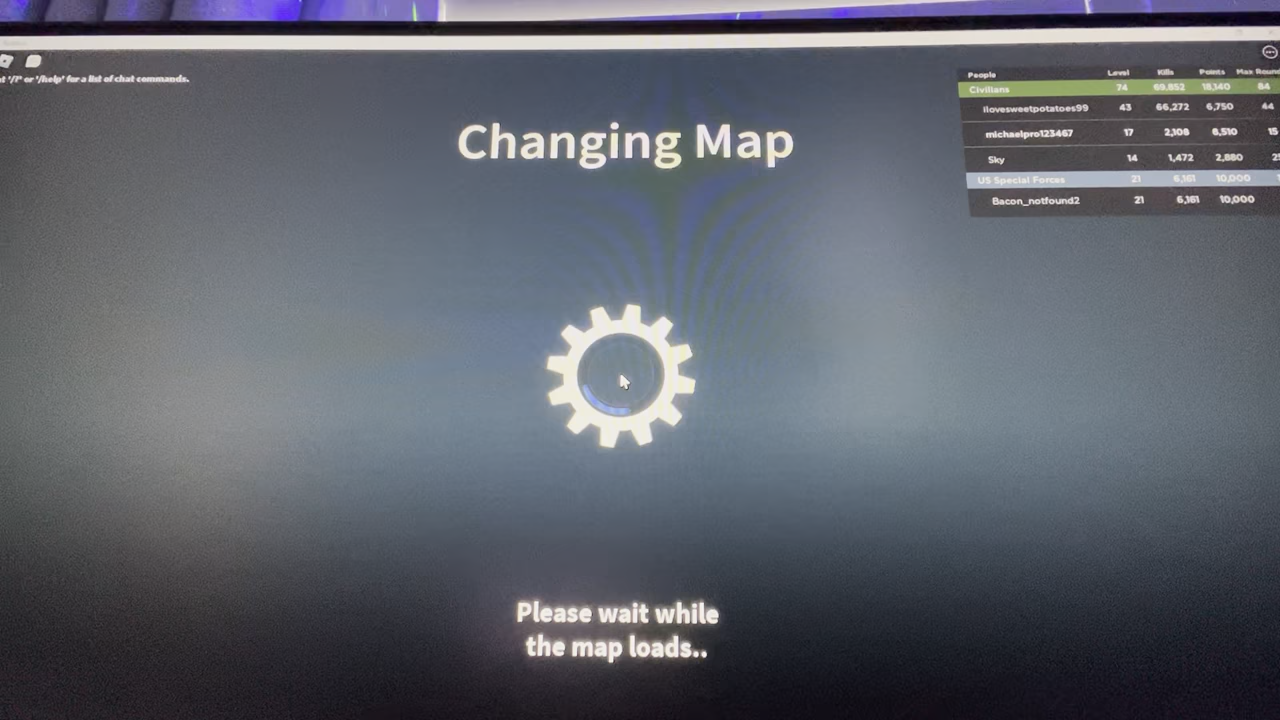 '/?' or '/help' for a list of chat commands.
People Level Kills Points Max Round
Civilians 74 69,852 18,140 84
ilovesweetpotatoes99 43 66,272 6,750 44
michaelpro123467 17 2,108 8,510 15
Sky 14 1,472 2,880
US Special Forces 21 6,161 10,000
Bacon_notfound2 21 6,161 10,000
Changing Map
Please wait while
the map loads..